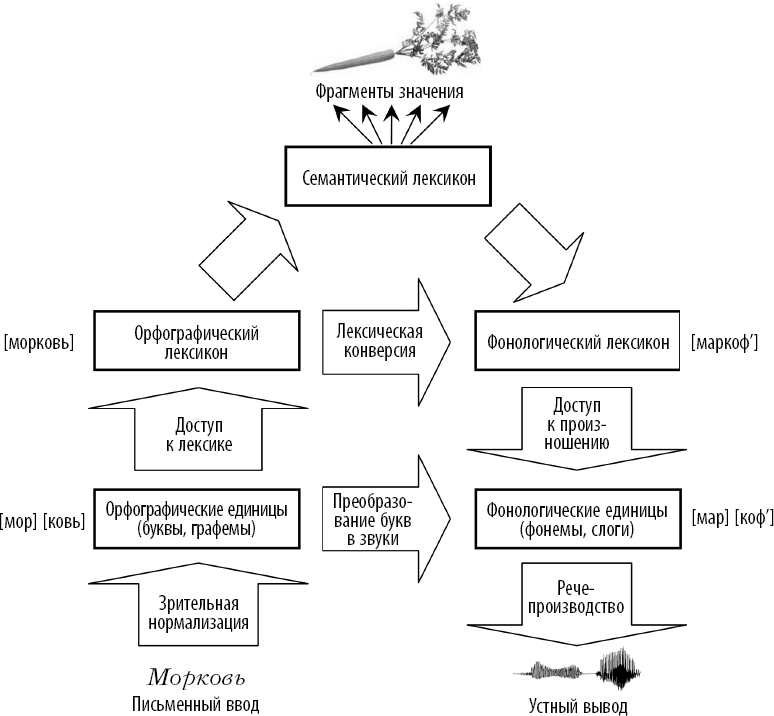 Фрагменты значения
Семантический лексикон
[морковь]
Орфографический
лексикон
Лексическая
конверсия
Фонологический лексикон
[маркоф′]
Доступ
к лексике
Доступ
к произ-
ношению
[мор] [ковь]
Орфографические единицы
(буквы, графемы)
Преобразо-
вание букв
в звуки
Фонологические единицы
(фонемы, слоги)
[мар] [коф′]
Зрительная
нормализация
Рече-
производство
Морковь
Письменный ввод
Устный вывод